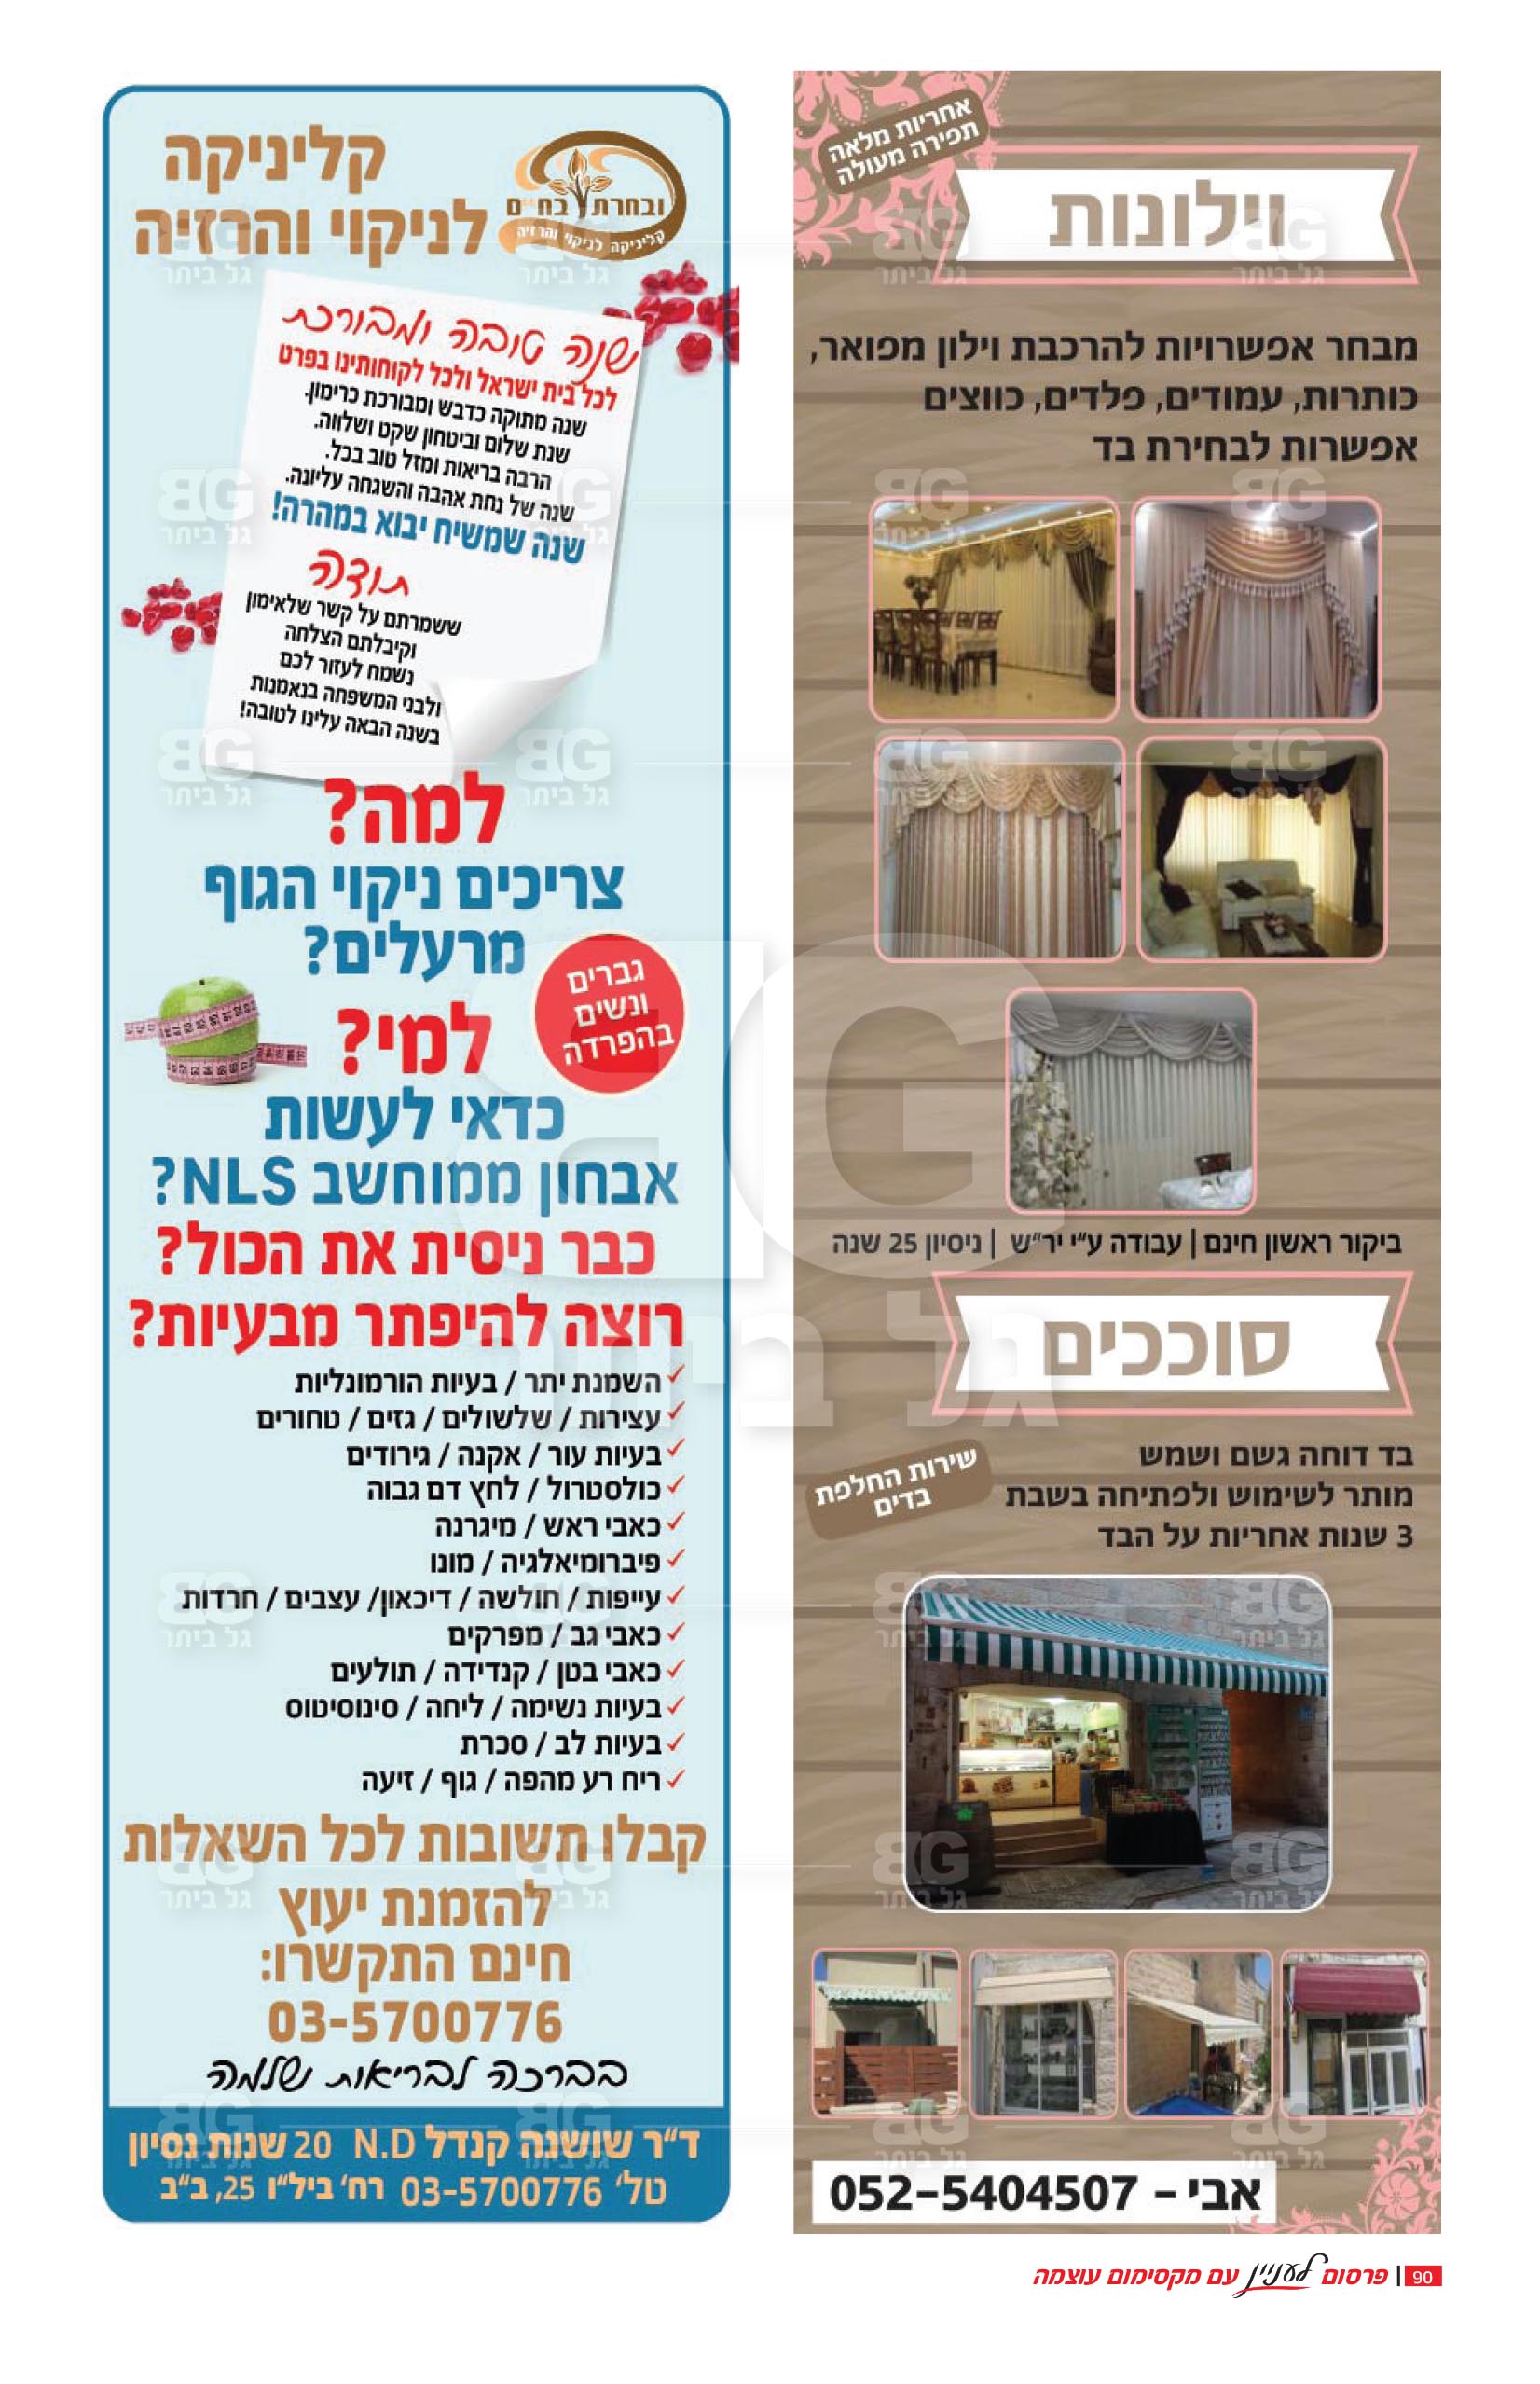 אחריות מלאה
תפירה מעולה
ווילונות
מבחר אפשרויות להרכבת וילון מפואר,
כותרות, עמודים, פלדים, כווצים
אפשרות לבחירת בד
ביקור ראשון חינם | עבודה ע"י יר"ש | ניסיון 25 שנה
סוככים
בד דוחה גשם ושמש
מותר לשימוש ולפתיחה בשבת
3 שנות אחריות על הבד
שירות החלפת
בדים
אבי - 052-5404507
90 | פרסום לעניין עם מקסימום עוצמה
ובחרת בחיים
קליניקה לניקוי והרזיה
קליניקה
לניקוי והרזיה
שנה טובה ומבורכת
לכל בית ישראל ולכל לקוחותינו בפרט
שנה מתוקה כדבש ומבורכת כרימון.
שנת שלום וביטחון שקט ושלווה.
הרבה בריאות ומזל טוב בכל.
שנה של נחת אהבה והשגחה עליונה.
שנה שמשיח יבוא במהרה!
תודה
ששמרתם על קשר שלאימון
וקיבלתם הצלחה
נשמח לעזור לכם
ולבני המשפחה בנאמנות
בשנה הבאה עלינו לטובה!
למה?
צריכים ניקוי הגוף
מרעלים?
גברים
ונשים
בהפרדה
למי?
כדאי לעשות
אבחון ממוחשב NLS?
כבר ניסית את הכול?
רוצה להיפתר מבעיות?
✓ השמנת יתר / בעיות הורמונליות
✓ עצירות / שלשולים / גזים / טחורים
✓ בעיות עור / אקנה / גירודים
✓ כולסטרול / לחץ דם גבוה
✓ כאבי ראש / מיגרנה
✓ פיברומיאלגיה / מונו
✓ עייפות / חולשה / דיכאון/ עצבים / חרדות
✓ כאבי גב / מפרקים
✓ כאבי בטן / קנדידה / תולעים
✓ בעיות נשימה / ליחה / סינוסיטוס
✓ בעיות לב / סכרת
✓ ריח רע מהפה / גוף / זיעה
קבלו תשובות לכל השאלות
להזמנת יעוץ
חינם התקשרו:
03-5700776
בברכה לבריאות שלמה
ד"ר שושנה קנדל N.D 20 שנות נסיון
טל' 03-5700776 רח' ביל"ו 25, ב"ב
BG
גל ביתר